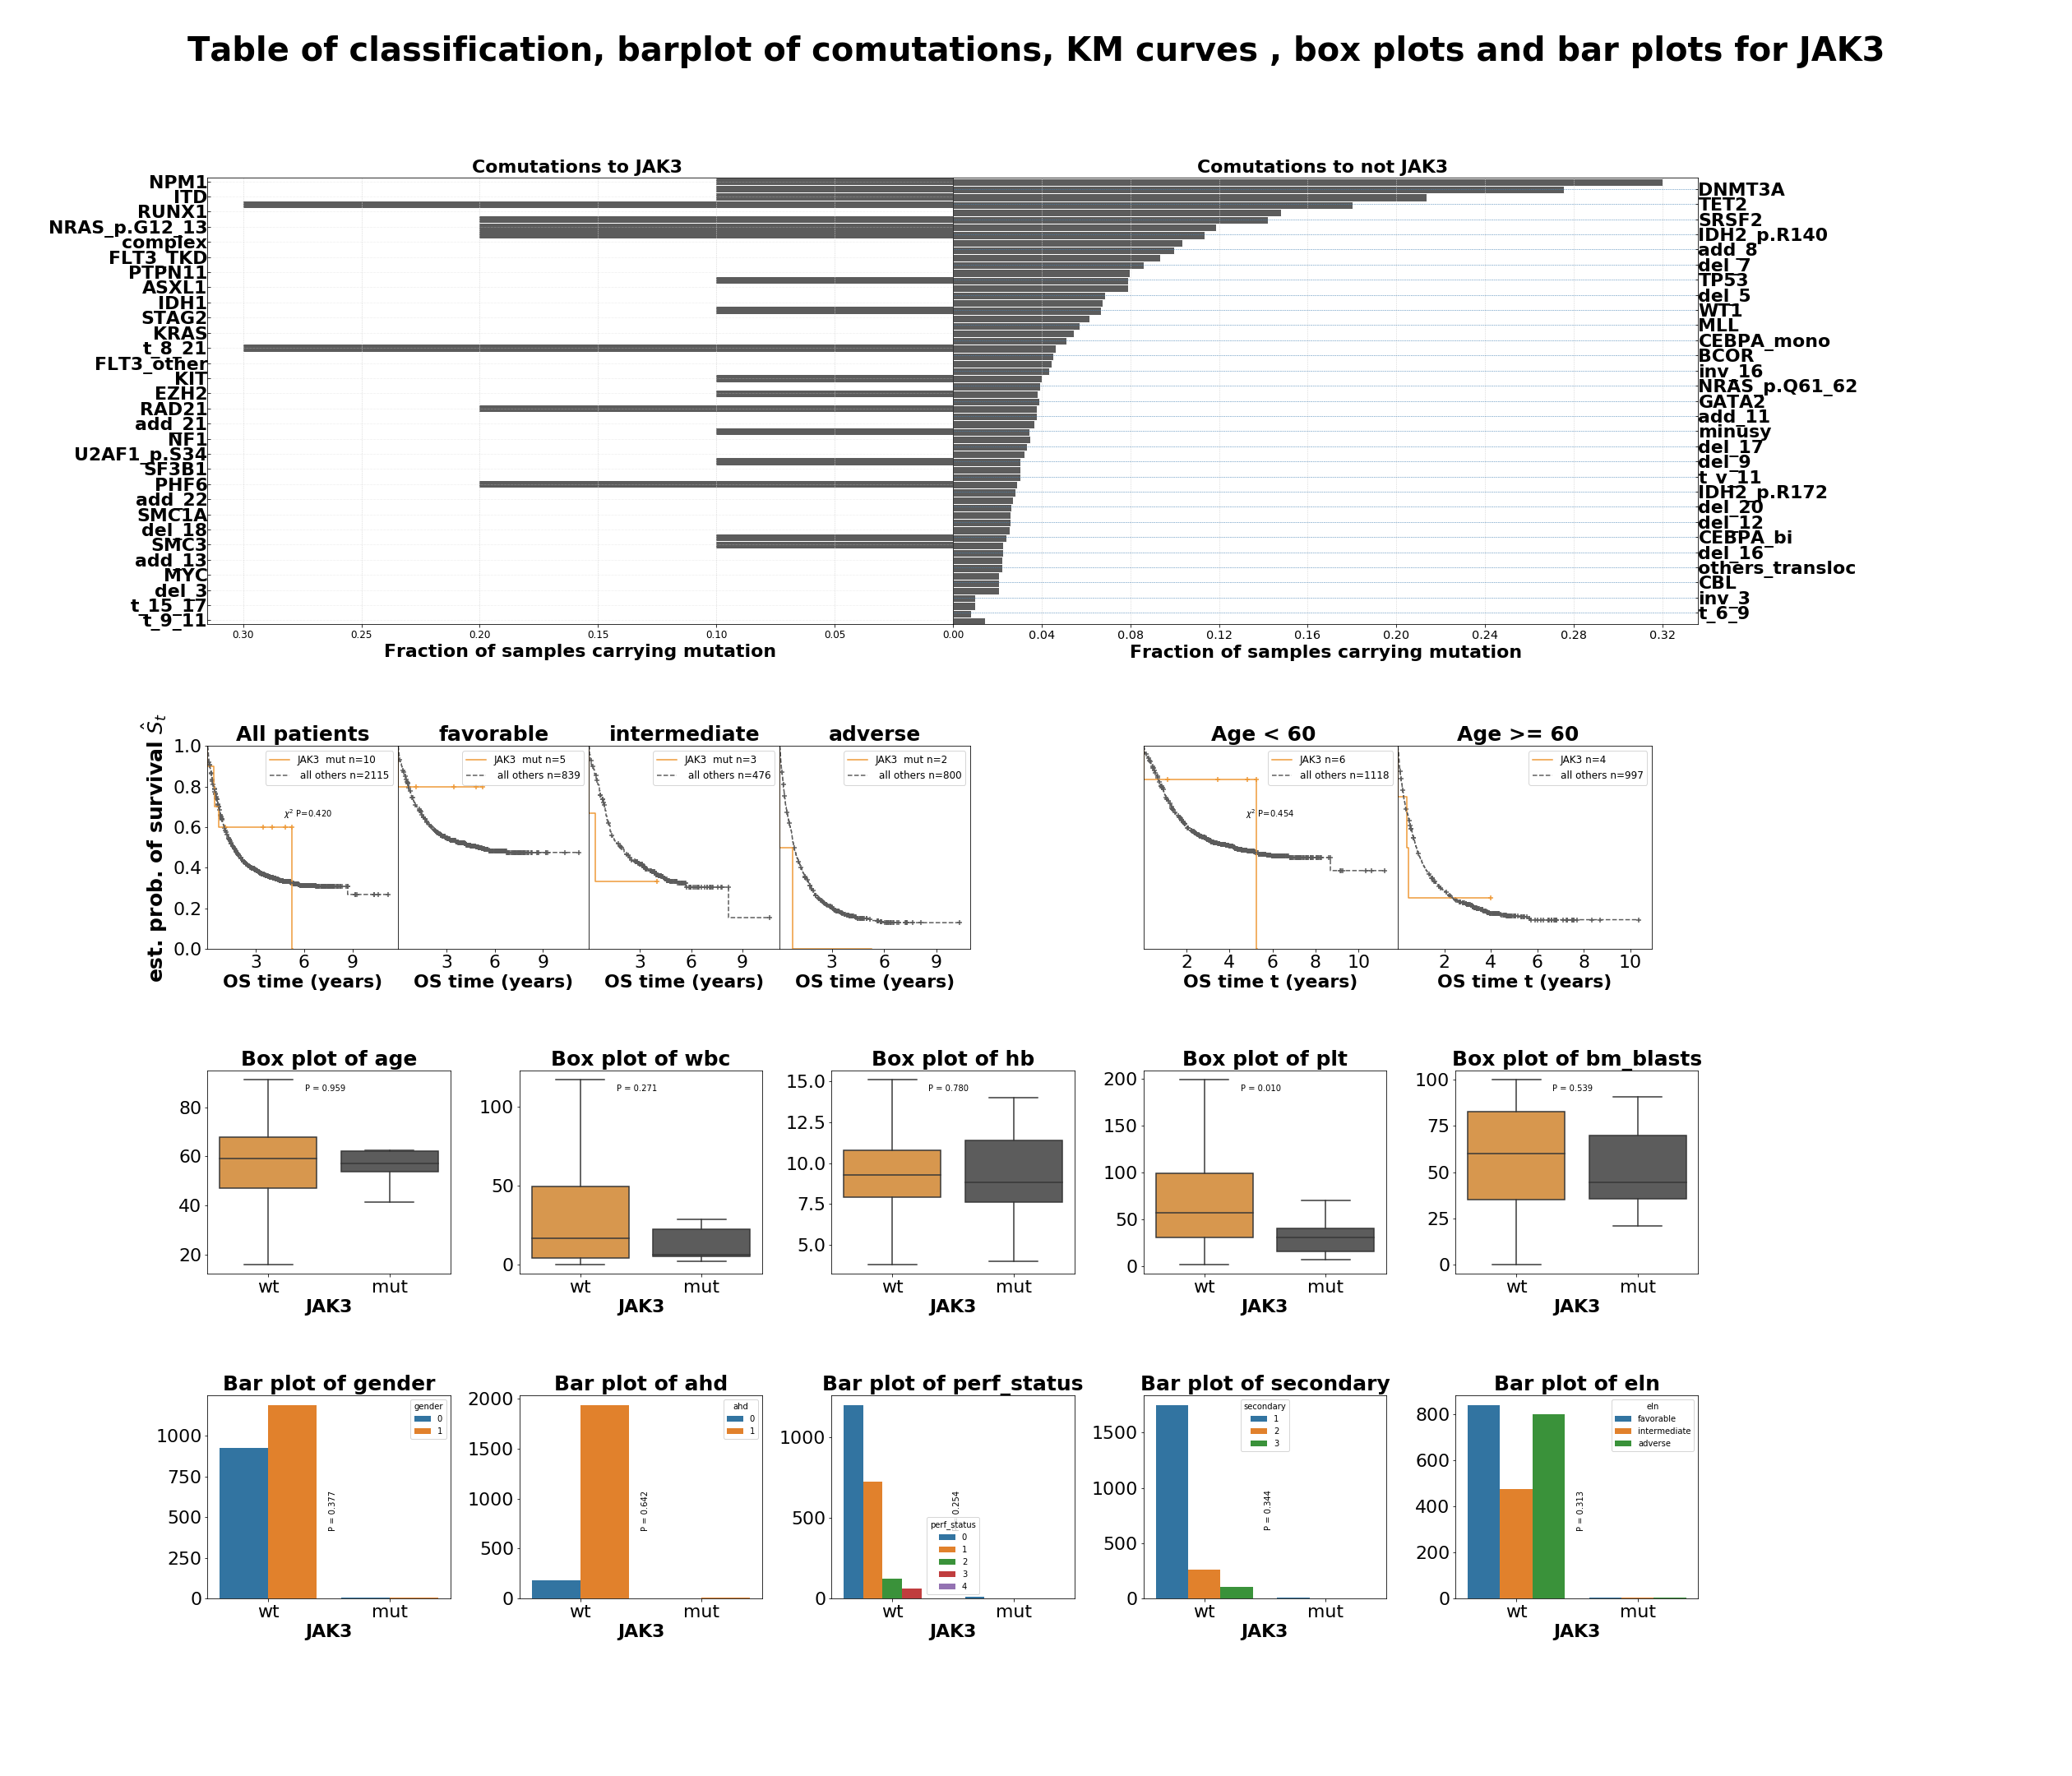 Table of classification, barplot of comutations, KM curves , box plots and bar plots for JAK3
Comutations to JAK3
Comutations to not JAK3
NPM1
ITD
RUNX1
NRAS_p.G12_13
complex
FLT3_TKD
PTPN11
ASXL1
IDH1
STAG2
KRAS
t_8_21
FLT3_other
KIT
EZH2
RAD21
add_21
NF1
U2AF1_p.S34
SF3B1
PHF6
add_22
SMC1A
del_18
SMC3
add_13
MYC
del_3
t_15_17
t_9_11
DNMT3A
TET2
SRSF2
IDH2_p.R140
add_8
del_7
TP53
del_5
WT1
MLL
CEBPA_mono
BCOR
inv_16
NRAS_p.Q61_62
GATA2
add_11
minusy
del_17
del_9
t_v_11
IDH2_p.R172
del_20
del_12
CEBPA_bi
del_16
others_transloc
CBL
inv_3
t_6_9
0.30 0.25 0.20 0.15 0.10 0.05 0.00 0.04 0.08 0.12 0.16 0.20 0.24 0.28 0.32
Fraction of samples carrying mutation
Fraction of samples carrying mutation
est. prob. of survival Ŝt
1.0
0.8
0.6
0.4
0.2
0.0
All patients
JAK3 mut n=10
all others n=2115
χ² P=0.420
3 6 9
OS time (years)
favorable
JAK3 mut n=5
all others n=839
3 6 9
OS time (years)
intermediate
JAK3 mut n=3
all others n=476
3 6 9
OS time (years)
adverse
JAK3 mut n=2
all others n=800
3 6 9
OS time (years)
Age < 60
JAK3 n=6
all others n=1118
χ² P=0.454
2 4 6 8 10
OS time t (years)
Age >= 60
JAK3 n=4
all others n=997
2 4 6 8 10
OS time t (years)
Box plot of age
P = 0.959
80
60
40
20
wt mut
JAK3
Box plot of wbc
P = 0.271
100
50
0
wt mut
JAK3
Box plot of hb
P = 0.780
15.0
12.5
10.0
7.5
5.0
wt mut
JAK3
Box plot of plt
P = 0.010
200
150
100
50
0
wt mut
JAK3
Box plot of bm_blasts
P = 0.539
100
75
50
25
0
wt mut
JAK3
Bar plot of gender
gender
0
1
P = 0.377
1000
750
500
250
0
wt mut
JAK3
Bar plot of ahd
ahd
0
1
P = 0.642
2000
1500
1000
500
0
wt mut
JAK3
Bar plot of perf_status
0.254
perf_status
0
1
2
3
4
1000
500
0
wt mut
JAK3
Bar plot of secondary
secondary
1
2
3
P = 0.344
1500
1000
500
0
wt mut
JAK3
Bar plot of eln
eln
favorable
intermediate
adverse
P = 0.313
800
600
400
200
0
wt mut
JAK3